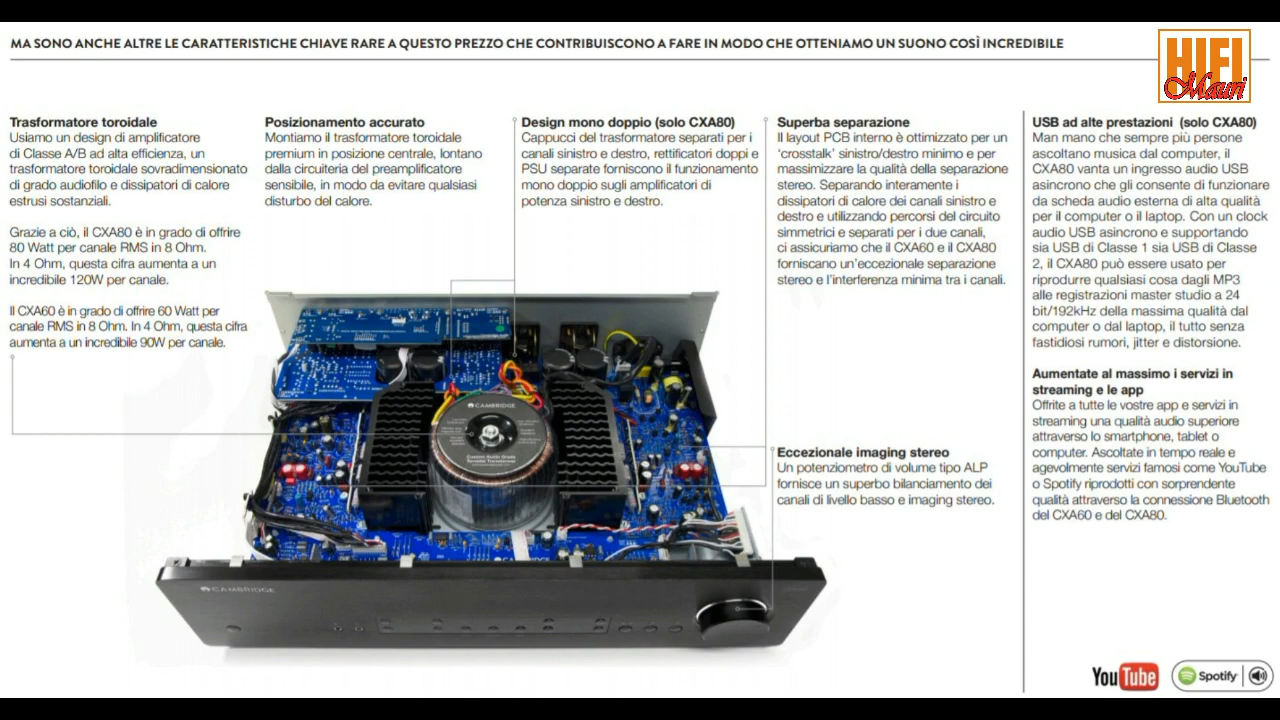 MA SONO ANCHE ALTRE LE CARATTERISTICHE CHIAVE RARE A QUESTO PREZZO CHE CONTRIBUISCONO A FARE IN MODO CHE OTTENIAMO UN SUONO COSÌ INCREDIBILE
HIFI
Mauri
Trasformatore toroidale
Usiamo un design di amplificatore
di Classe A/B ad alta efficienza, un
trasformatore toroidale sovradimensionato
di grado audiofilo e dissipatori di calore
estrusi sostanziali.
Grazie a ciò, il CXA80 è in grado di offrire
80 Watt per canale RMS in 8 Ohm.
In 4 Ohm, questa cifra aumenta a un
incredibile 120W per canale.
Il CXA60 è in grado di offrire 60 Watt per
canale RMS in 8 Ohm. In 4 Ohm, questa cifra
aumenta a un incredibile 90W per canale.
Posizionamento accurato
Montiamo il trasformatore toroidale
premium in posizione centrale, lontano
dalla circuiteria del preamplificatore
sensibile, in modo da evitare qualsiasi
disturbo del calore.
Design mono doppio (solo CXA80)
Cappucci del trasformatore separati per i
canali sinistro e destro, rettificatori doppi e
PSU separate forniscono il funzionamento
mono doppio sugli amplificatori di
potenza sinistro e destro.
Superba separazione
Il layout PCB interno è ottimizzato per un
‘crosstalk’ sinistro/destro minimo e per
massimizzare la qualità della separazione
stereo. Separando interamente i
dissipatori di calore dei canali sinistro e
destro e utilizzando percorsi del circuito
simmetrici e separati per i due canali,
ci assicuriamo che il CXA60 e il CXA80
forniscano un’eccezionale separazione
stereo e l’interferenza minima tra i canali.
Eccezionale imaging stereo
Un potenziometro di volume tipo ALP
fornisce un superbo bilanciamento dei
canali di livello basso e imaging stereo.
USB ad alte prestazioni (solo CXA80)
Man mano che sempre più persone
ascoltano musica dal computer, il
CXA80 vanta un ingresso audio USB
asincrono che gli consente di funzionare
da scheda audio esterna di alta qualità
per il computer o il laptop. Con un clock
audio USB asincrono e supportando
sia USB di Classe 1 sia USB di Classe
2, il CXA80 può essere usato per
riprodurre qualsiasi cosa dagli MP3
alle registrazioni master studio a 24
bit/192kHz della massima qualità dal
computer o dal laptop, il tutto senza
fastidiosi rumori, jitter e distorsione.
Aumentate al massimo i servizi in
streaming e le app
Offrite a tutte le vostre app e servizi in
streaming una qualità audio superiore
attraverso lo smartphone, tablet o
computer. Ascoltate in tempo reale e
agevolmente servizi famosi come YouTube
o Spotify riprodotti con sorprendente
qualità attraverso la connessione Bluetooth
del CXA60 e del CXA80.
CAMBRIDGE
Custom Audio Grade
Toroidal Transformer
CAMBRIDGE
CAMBRIDGE
YouTube
Spotify